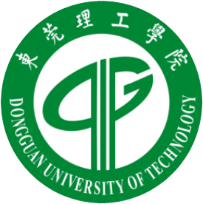 東莞理工學院
DONGGUAN UNIVERSITY OF TECHNOLOGY